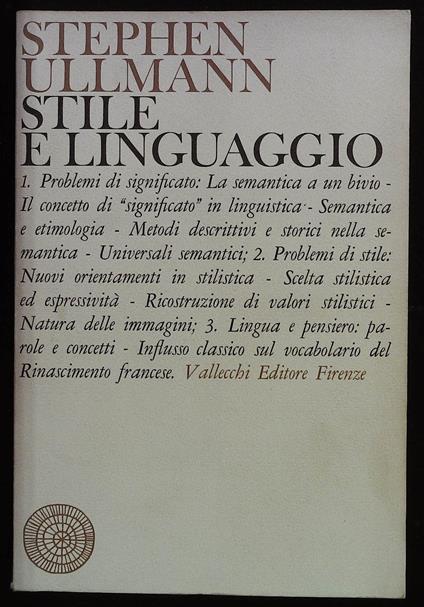 STEPHEN
ULLMANN
STILE
E LINGUAGGIO
1. Problemi di significato: La semantica a un bivio -
Il concetto di "significato" in linguistica - Semantica
e etimologia - Metodi descrittivi e storici nella se-
mantica - Universali semantici; 2. Problemi di stile:
Nuovi orientamenti in stilistica - Scelta stilistica
ed espressività - Ricostruzione di valori stilistici -
Natura delle immagini; 3. Lingua e pensiero: pa-
role e concetti - Influsso classico sul vocabolario del
Rinascimento francese. Vallecchi Editore Firenze